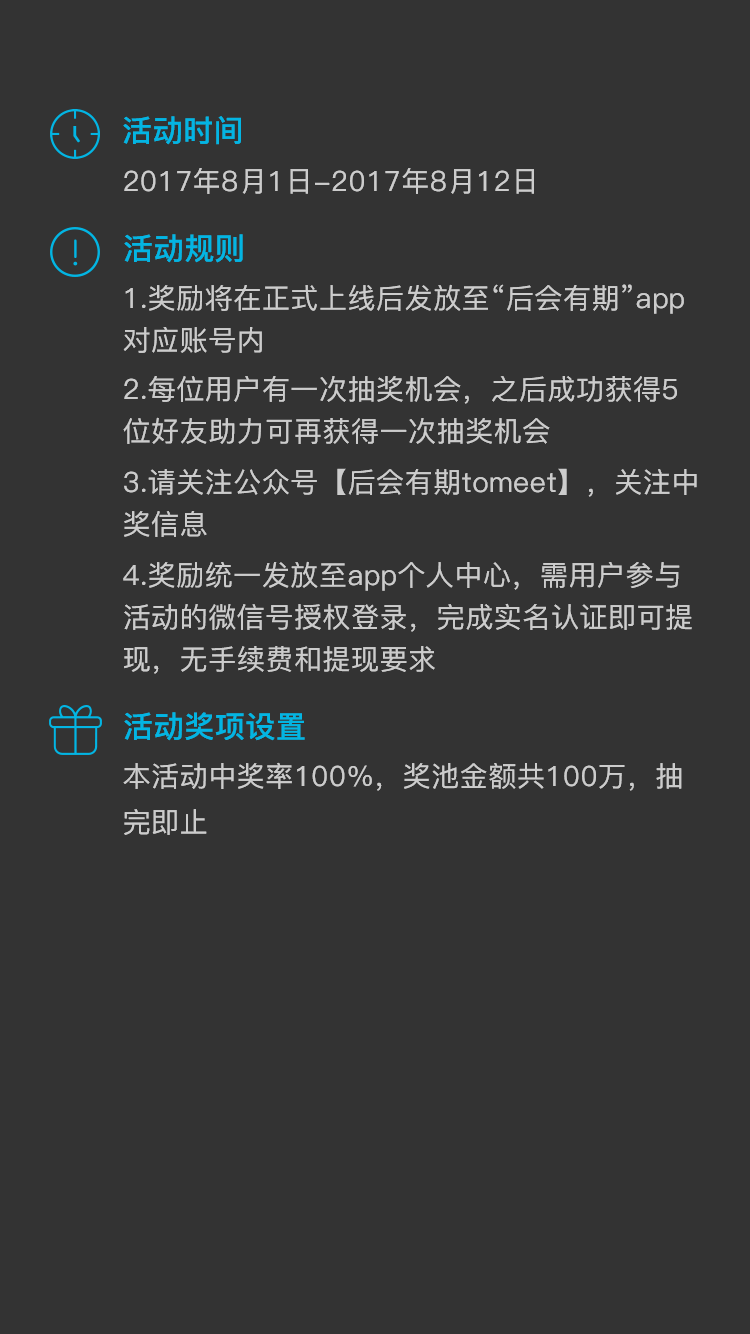 活动时间
2017年8月1日–2017年8月12日
活动规则
1.奖励将在正式上线后发放至“后会有期”app
对应账号内
2.每位用户有一次抽奖机会，之后成功获得5
位好友助力可再获得一次抽奖机会
3.请关注公众号【后会有期tomeet】，关注中
奖信息
4.奖励统一发放至app个人中心，需用户参与
活动的微信号授权登录，完成实名认证即可提
现，无手续费和提现要求
活动奖项设置
本活动中奖率100%，奖池金额共100万，抽
完即止